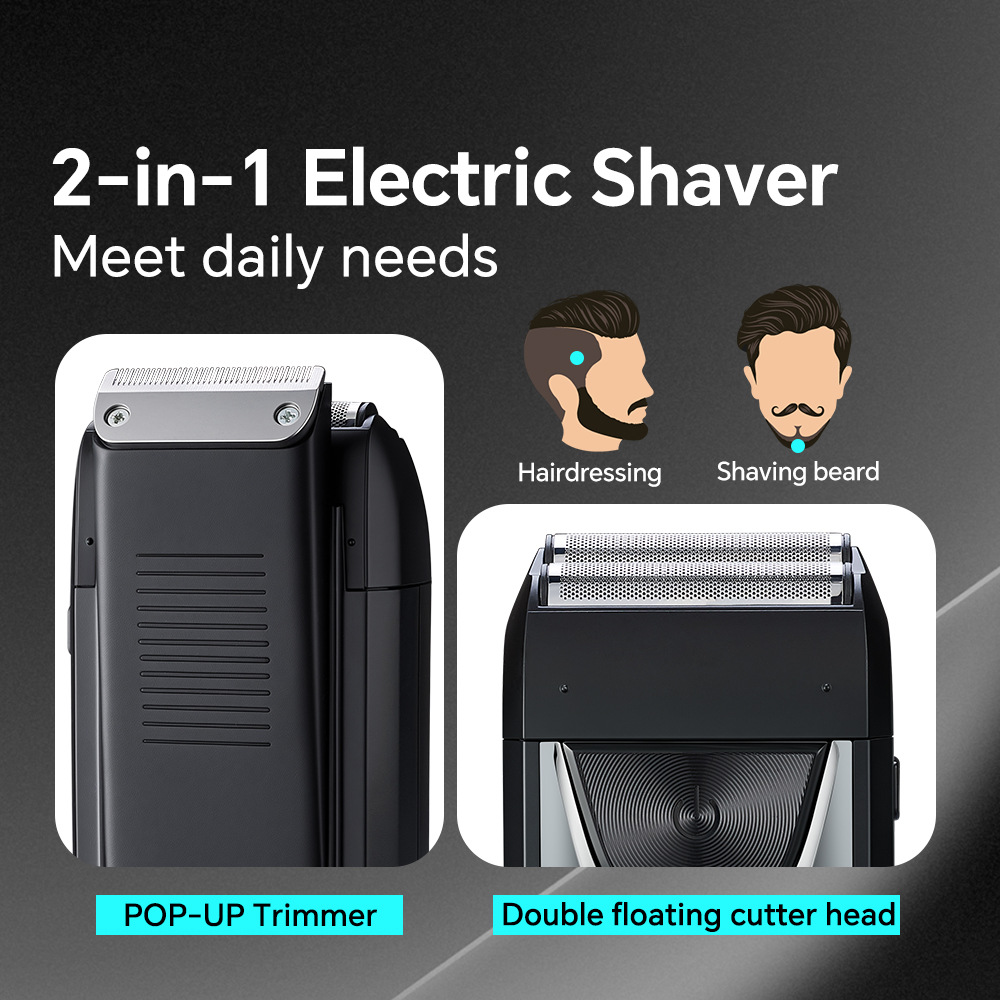 2-in-1 Electric Shaver
Meet daily needs
Hairdressing
Shaving beard
POP-UP Trimmer
Double floating cutter head